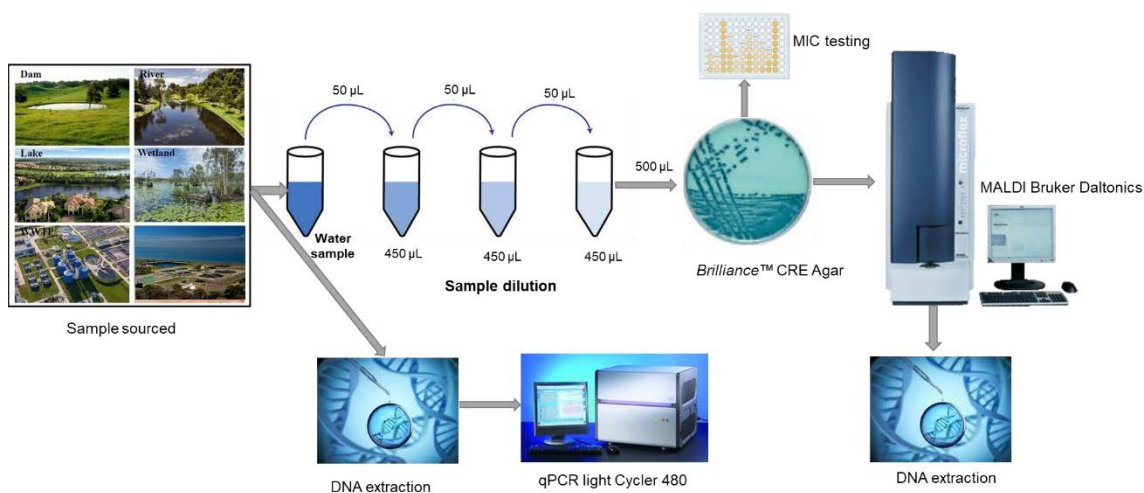 MIC testing
Dam
River
Lake
Wetland
WWTP
Sample sourced
50 µL
50 µL
50 µL
Water
sample
450 µL
450 µL
450 µL
Sample dilution
500 µL
Brilliance™ CRE Agar
microflex
MALDI Bruker Daltonics
DNA extraction
qPCR light Cycler 480
DNA extraction